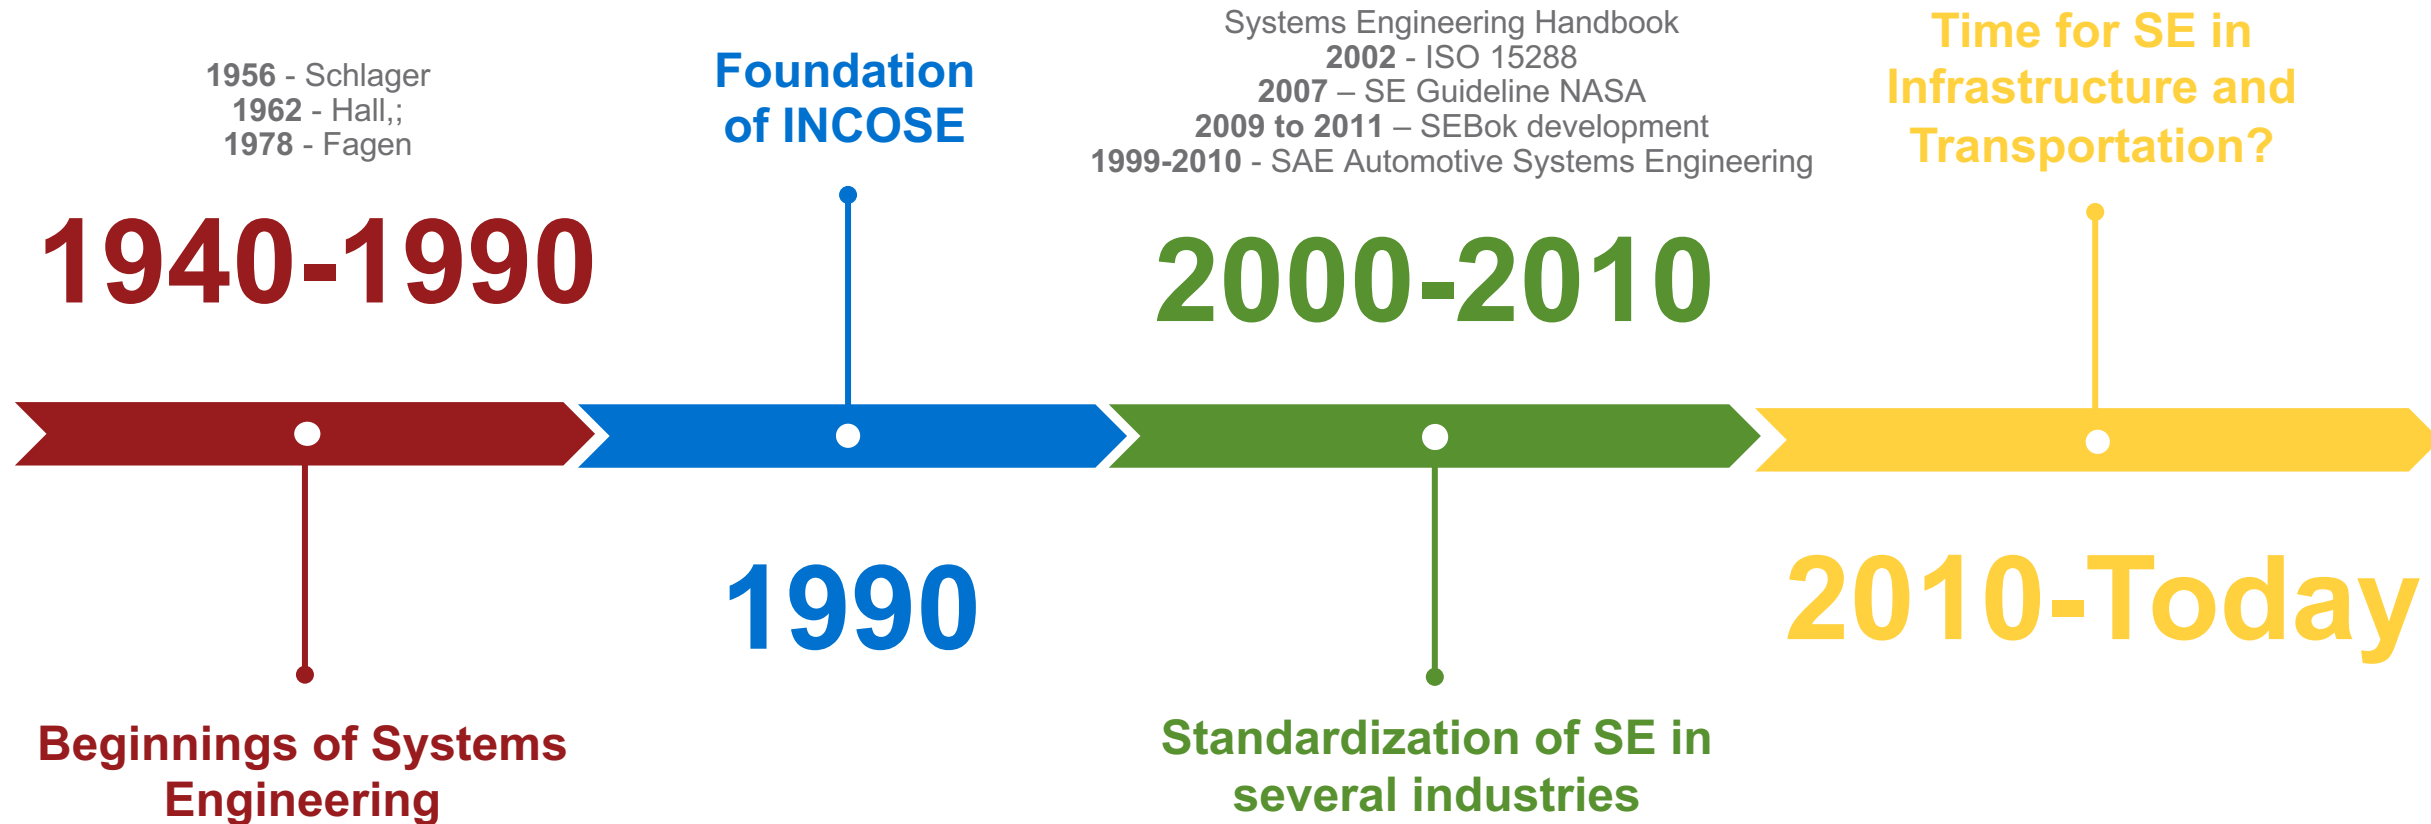 1956 - Schlager
1962 - Hall,;
1978 - Fagen
1940-1990
Beginnings of Systems
Engineering
Foundation
of INCOSE
1990
Systems Engineering Handbook
2002 - ISO 15288
2007 – SE Guideline NASA
2009 to 2011 – SEBok development
1999-2010 - SAE Automotive Systems Engineering
2000-2010
Standardization of SE in
several industries
Time for SE in
Infrastructure and
Transportation?
2010-Today